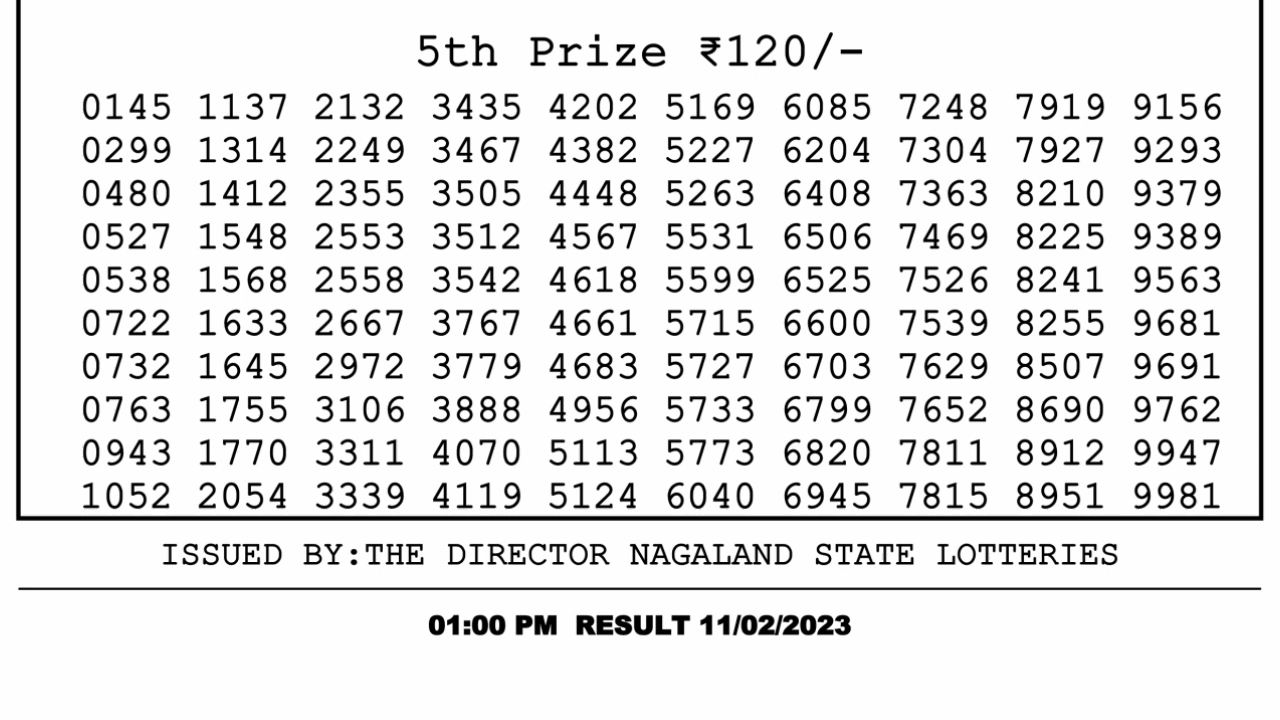 5th Prize ₹120/-
0145 1137 2132 3435 4202 5169 6085 7248 7919 9156
0299 1314 2249 3467 4382 5227 6204 7304 7927 9293
0480 1412 2355 3505 4448 5263 6408 7363 8210 9379
0527 1548 2553 3512 4567 5531 6506 7469 8225 9389
0538 1568 2558 3542 4618 5599 6525 7526 8241 9563
0722 1633 2667 3767 4661 5715 6600 7539 8255 9681
0732 1645 2972 3779 4683 5727 6703 7629 8507 9691
0763 1755 3106 3888 4956 5733 6799 7652 8690 9762
0943 1770 3311 4070 5113 5773 6820 7811 8912 9947
1052 2054 3339 4119 5124 6040 6945 7815 8951 9981
ISSUED BY:THE DIRECTOR NAGALAND STATE LOTTERIES
01:00 PM RESULT 11/02/2023